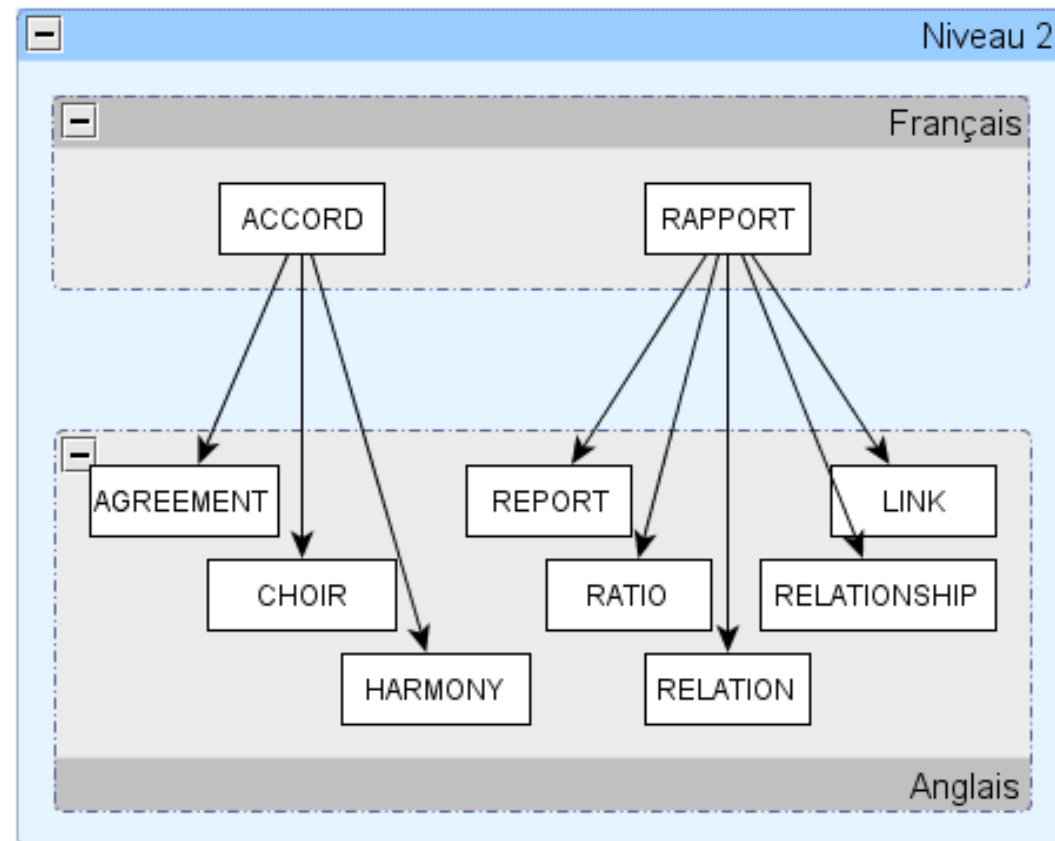 Niveau 2
Français
ACCORD
RAPPORT
AGREEMENT
REPORT
LINK
CHOIR
RATIO
RELATIONSHIP
HARMONY
RELATION
Anglais